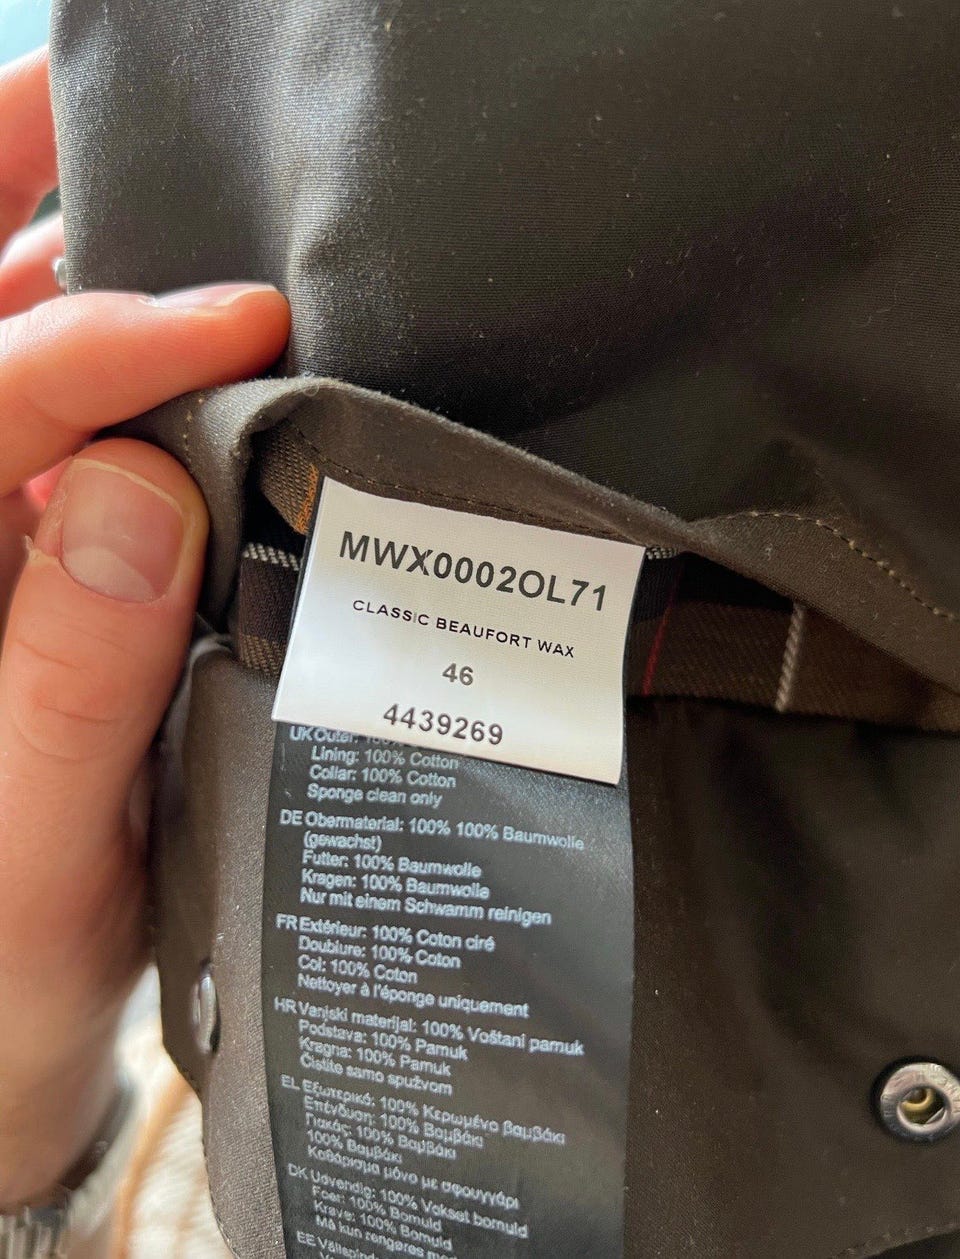 MWX0002OL71
CLASSIC BEAUFORT WAX
46
4439269
UK Outer: 100%
Lining: 100% Cotton
Collar: 100% Cotton
Sponge clean only
DE Obermaterial: 100% 100% Baumwolle
(gewachst)
Futter: 100% Baumwolle
Kragen: 100% Baumwolle
Nur mit einem Schwamm reinigen
FR Extérieur: 100% Coton ciré
Doublure: 100% Coton
Col: 100% Coton
Nettoyer à l'éponge uniquement
HR Vanjski materijal: 100% Voštani pamuk
Podstava: 100% Pamuk
Kragna: 100% Pamuk
Čistite samo spužvom
EL Εξωτερικό: 100% Κερωμένο βαμβάκι
Επένδυση: 100% Βαμβάκι
Γιακάς: 100% Βαμβάκι
100% Βαμβάκι
Καθάρισμα μόνο με σφουγγάρι
DK Udvendig: 100% Vokset bomuld
Foer: 100% Bomuld
Krave: 100% Bomuld
Må kun rengøres
EE